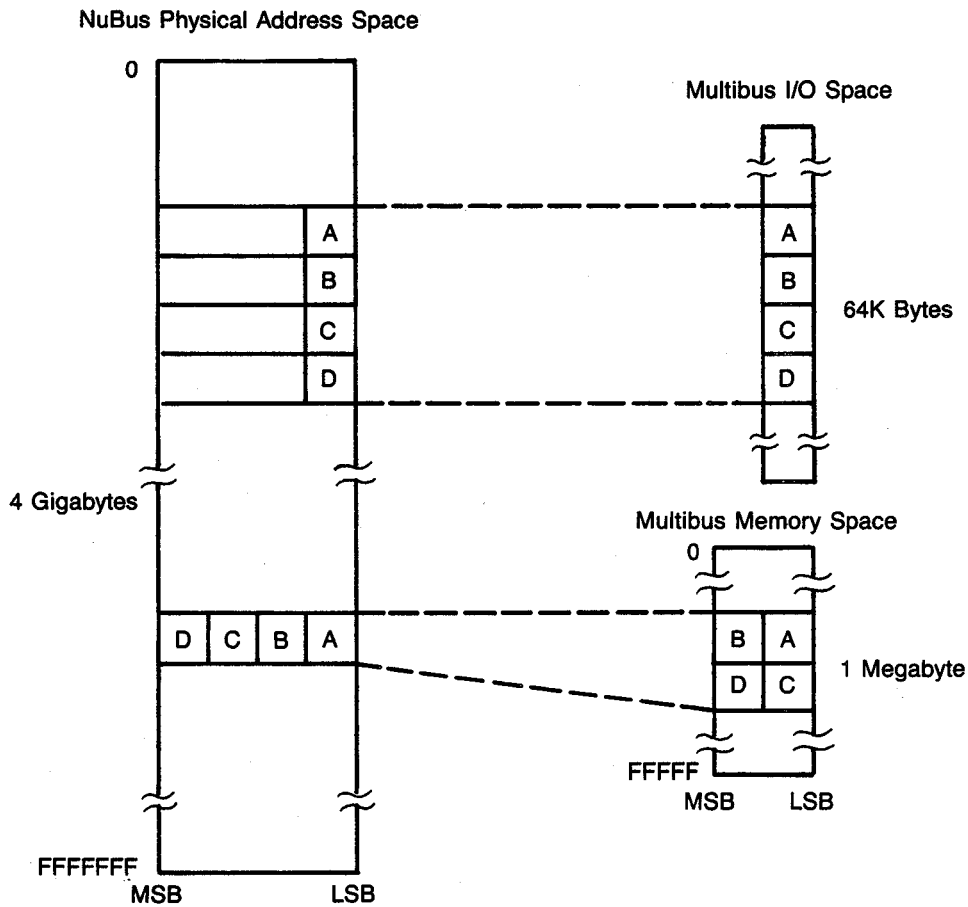 NuBus Physical Address Space
0
Multibus I/O Space
A
B
C
D
A
B
C
D
64K Bytes
4 Gigabytes
Multibus Memory Space
0
D C B A
B A
D C
1 Megabyte
FFFFF
MSB LSB
FFFFFFF
MSB LSB